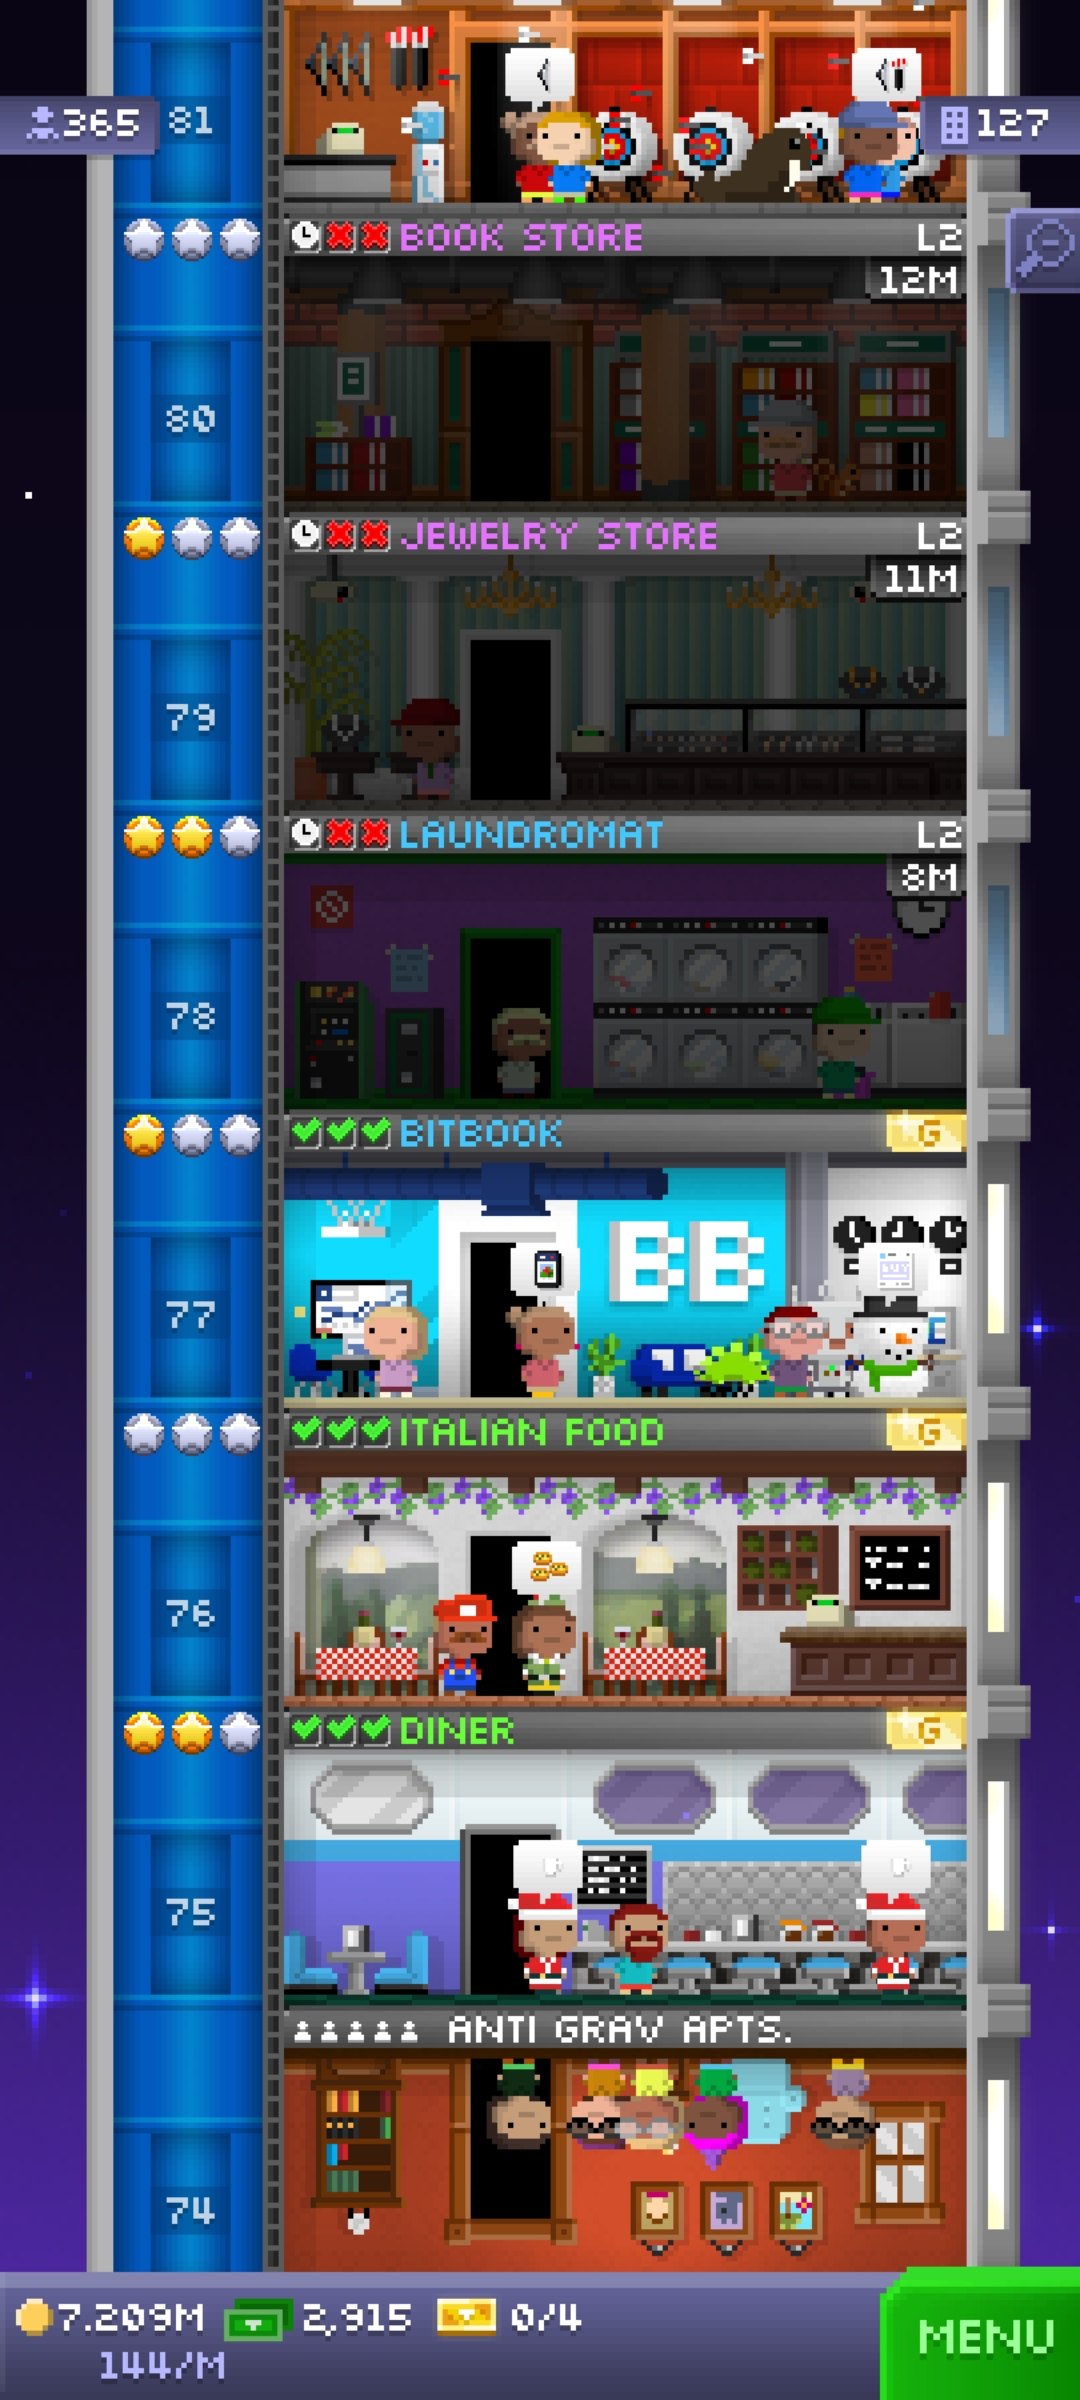 365
81
127
BOOK STORE
L2
12M
80
JEWELRY STORE
L2
11M
79
LAUNDROMAT
L2
8M
78
BITBOOK
G
BB
BUY
77
ITALIAN FOOD
G
76
DINER
G
75
ANTI GRAV APTS.
74
7.209M
2,915
0/4
MENU
144/M